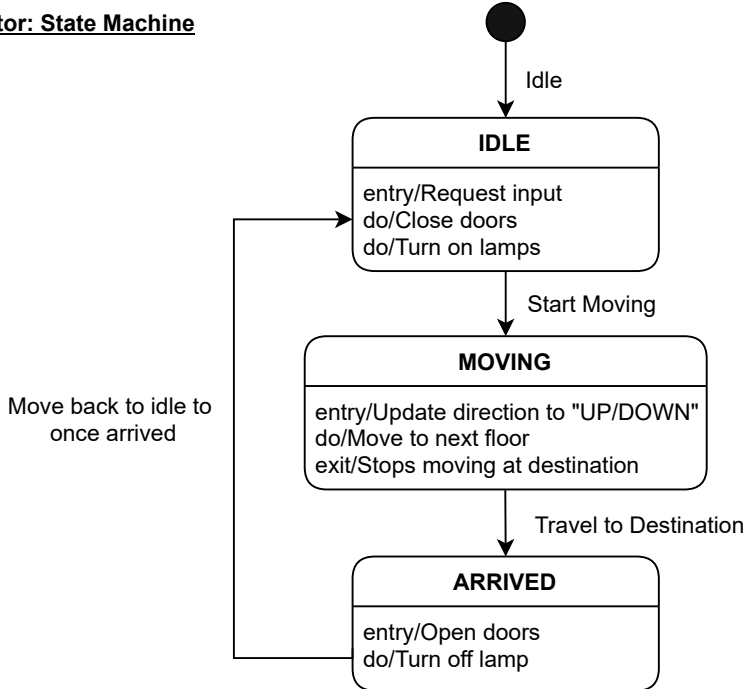 tor: State Machine
Idle
IDLE
entry/Request input
do/Close doors
do/Turn on lamps
Start Moving
MOVING
entry/Update direction to "UP/DOWN"
do/Move to next floor
exit/Stops moving at destination
Move back to idle to
once arrived
Travel to Destination
ARRIVED
entry/Open doors
do/Turn off lamp